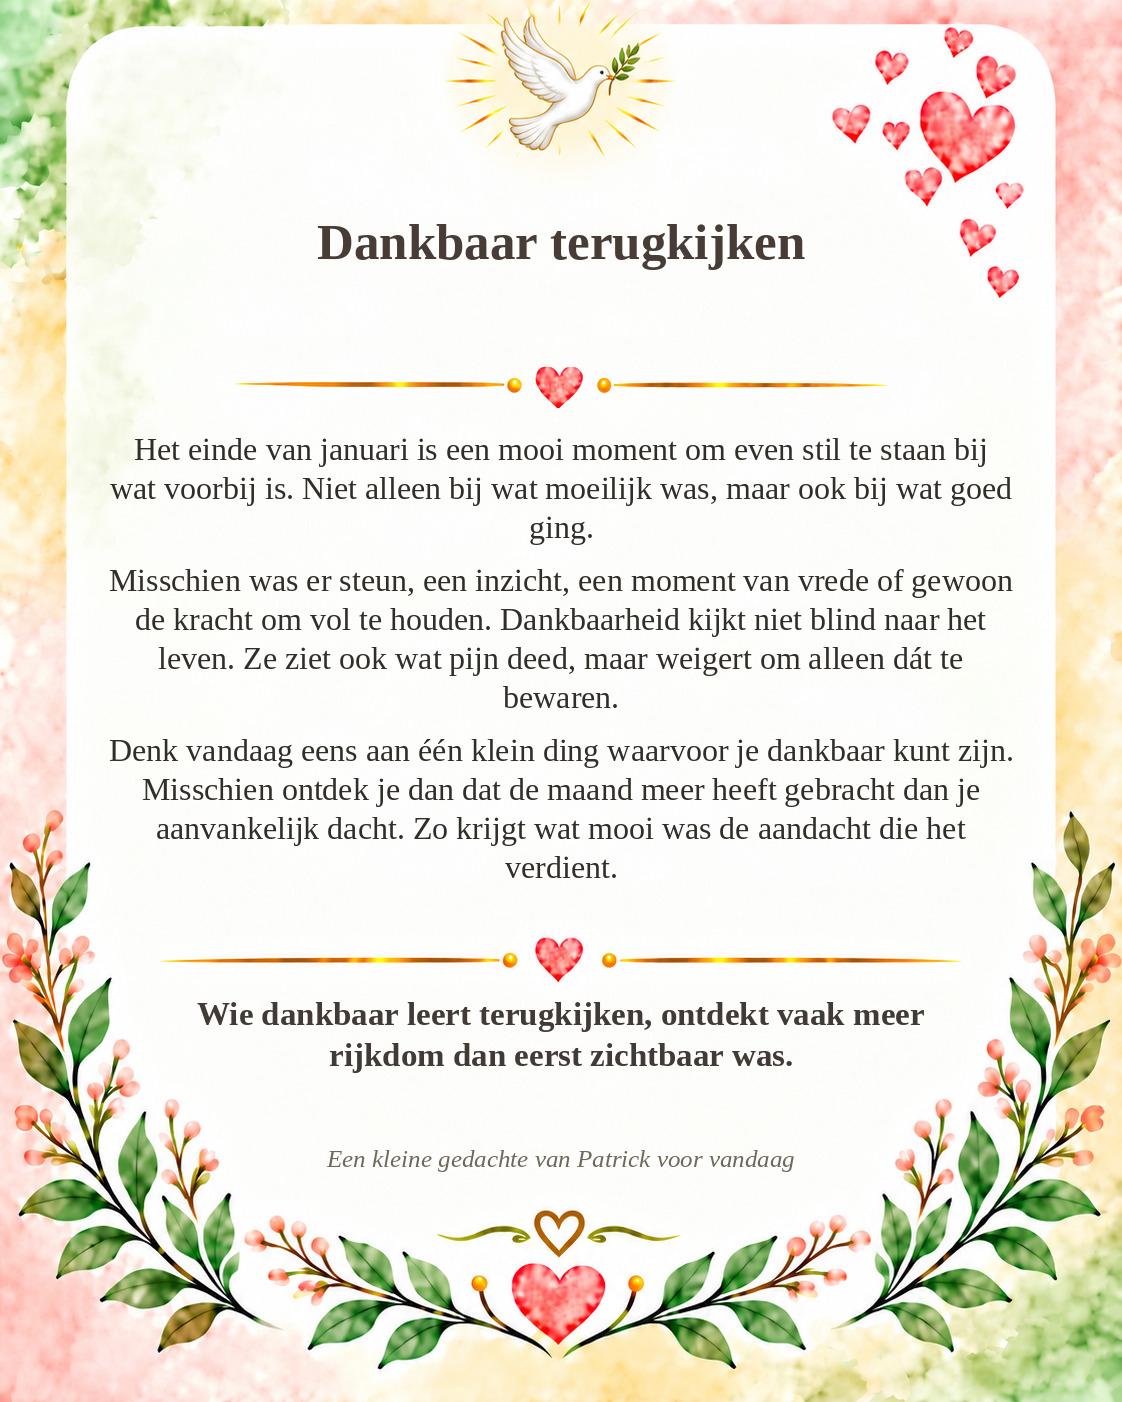 Dankbaar terugkijken
Het einde van januari is een mooi moment om even stil te staan bij
wat voorbij is. Niet alleen bij wat moeilijk was, maar ook bij wat goed
ging.
Misschien was er steun, een inzicht, een moment van vrede of gewoon
de kracht om vol te houden. Dankbaarheid kijkt niet blind naar het
leven. Ze ziet ook wat pijn deed, maar weigert om alleen dát te
bewaren.
Denk vandaag eens aan één klein ding waarvoor je dankbaar kunt zijn.
Misschien ontdek je dan dat de maand meer heeft gebracht dan je
aanvankelijk dacht. Zo krijgt wat mooi was de aandacht die het
verdient.
Wie dankbaar leert terugkijken, ontdekt vaak meer
rijkdom dan eerst zichtbaar was.
Een kleine gedachte van Patrick voor vandaag